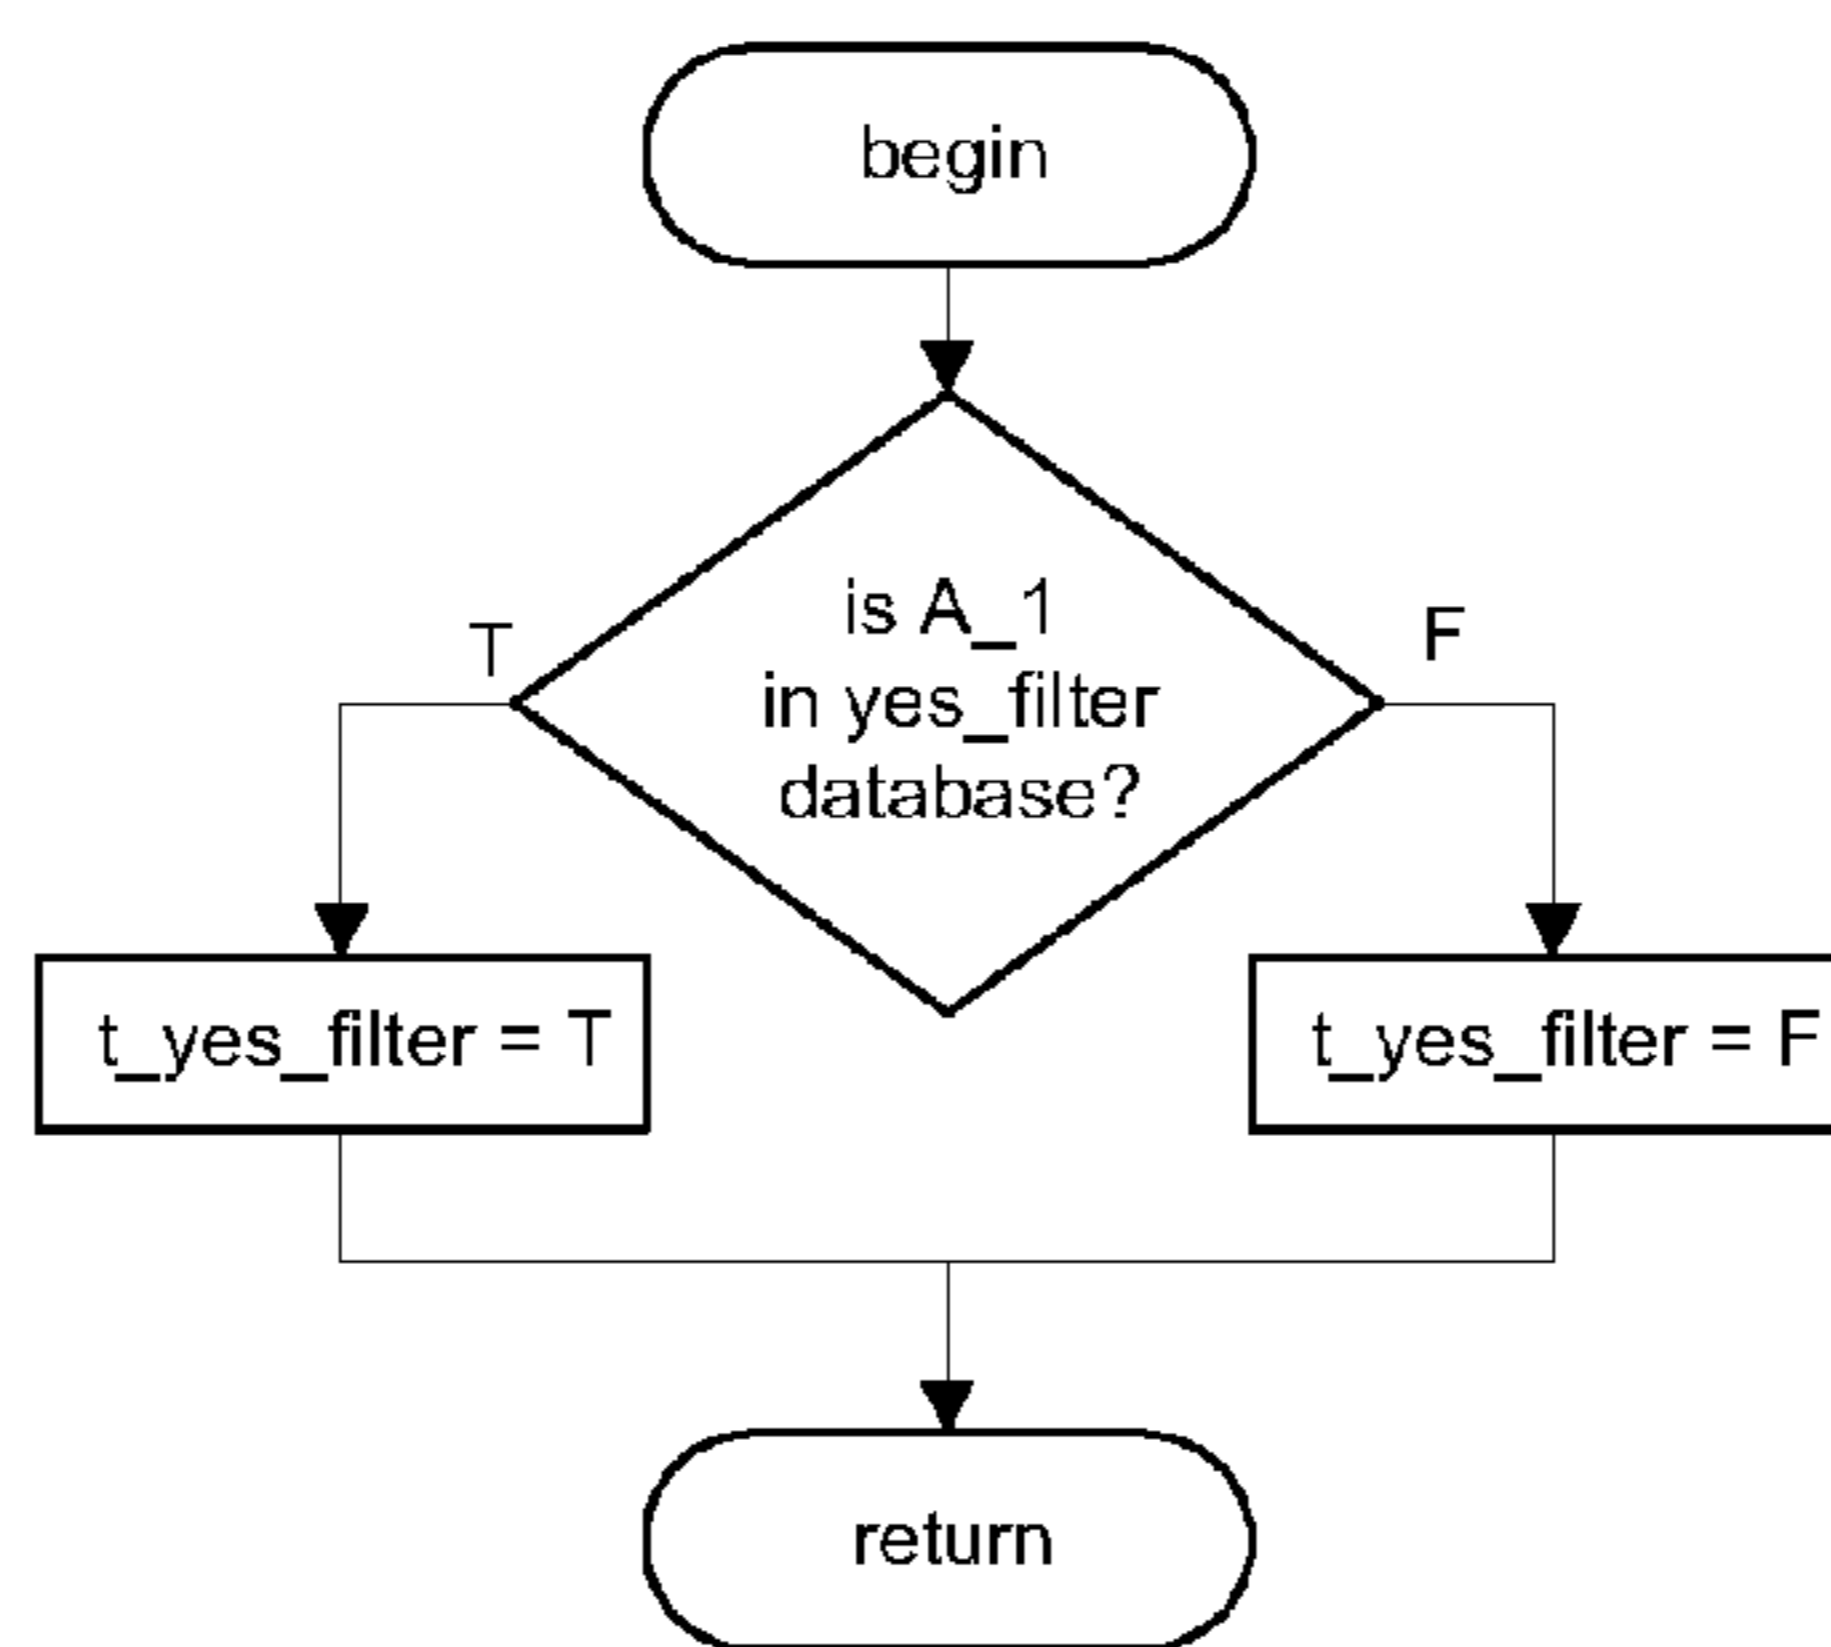 begin
is A_1
in yes_filter
database?
T
F
t_yes_filter = T
t_yes_filter = F
return